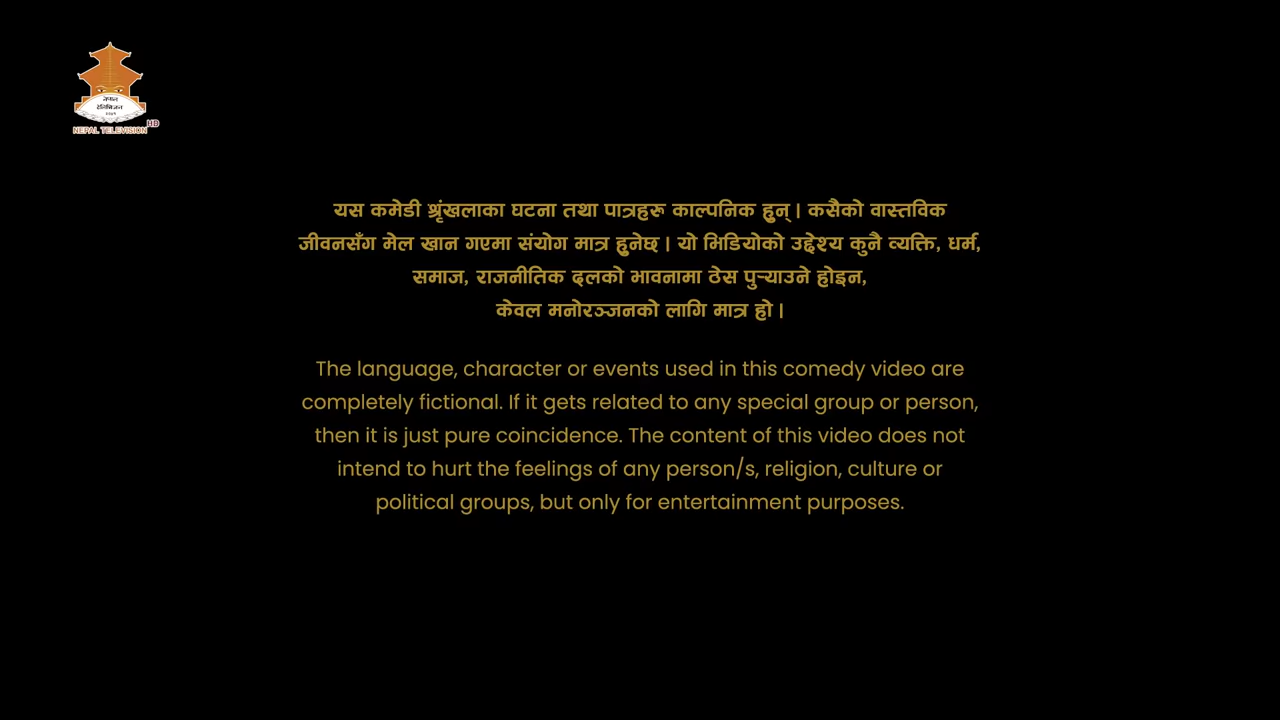 नेपाल
टेलिभिजन
२०४१
NEPAL TELEVISION HD
यस कमेडी श्रृंखलाका घटना तथा पात्रहरू काल्पनिक हुन् । कसैको वास्तविक
जीवनसँग मेल खान गएमा संयोग मात्र हुनेछ । यो भिडियोको उद्देश्य कुनै व्यक्ति, धर्म,
समाज, राजनीतिक दलको भावनामा ठेस पुऱ्याउने होइन,
केवल मनोरञ्जनको लागि मात्र हो ।
The language, character or events used in this comedy video are
completely fictional. If it gets related to any special group or person,
then it is just pure coincidence. The content of this video does not
intend to hurt the feelings of any person/s, religion, culture or
political groups, but only for entertainment purposes.